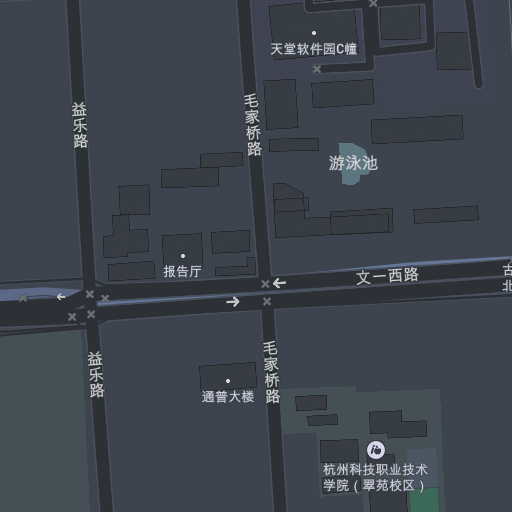 天堂软件园C幢
益乐路
毛家桥路
游泳池
报告厅
文一西路
古
北
益乐路
毛家桥路
通普大楼
杭州科技职业技术
学院（翠苑校区）